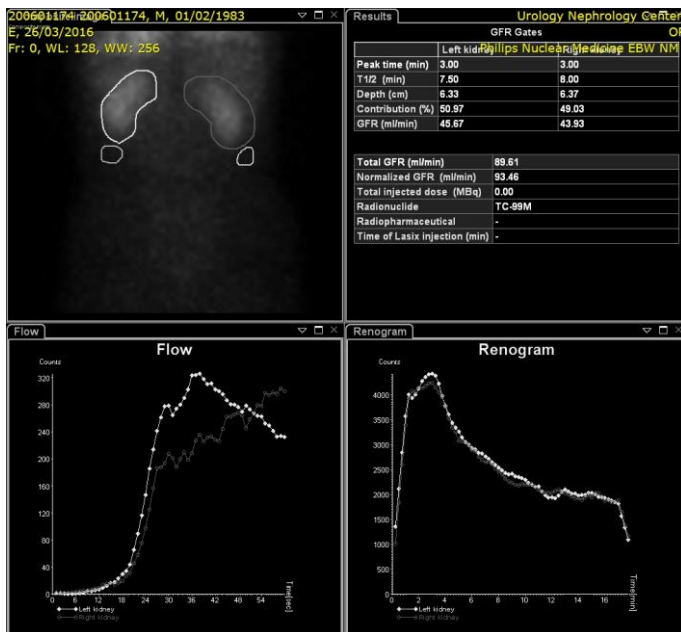 200601174 200601174, M, 01/02/1983
E, 26/03/2016
Fr: 0, WL: 128, WW: 256
Results
Urology Nephrology Center
GFR Gates
Philips Nuclear Medicine EBW NM
Left kidney Right kidney
Peak time (min) 3.00 3.00
T1/2 (min) 7.50 8.00
Depth (cm) 6.33 6.37
Contribution (%) 50.97 49.03
GFR (ml/min) 45.67 43.93
Total GFR (ml/min) 89.61
Normalized GFR (ml/min) 93.46
Total injected dose (MBq) 0.00
Radionuclide TC-99M
Radiopharmaceutical -
Time of Lasix injection (min) -
Flow
Flow
Counts
320
280
240
200
160
120
80
40
0
0 6 12 18 24 30 36 42 48 54
Time[sec]
Left kidney
Right kidney
Renogram
Renogram
Counts
4000
3500
3000
2500
2000
1500
1000
500
0
0 2 4 6 8 10 12 14 16
Time[min]
Left kidney
Right kidney